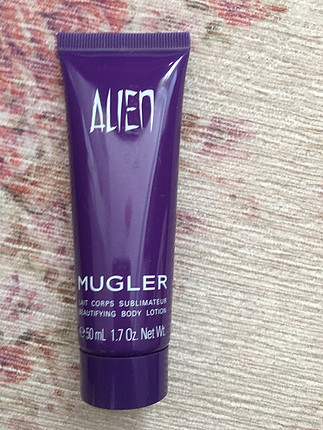 ALIEN
MUGLER
LAIT CORPS SUBLIMATEUR
BEAUTIFYING BODY LOTION
℮50 mL 1.7 Oz. Net Wt.